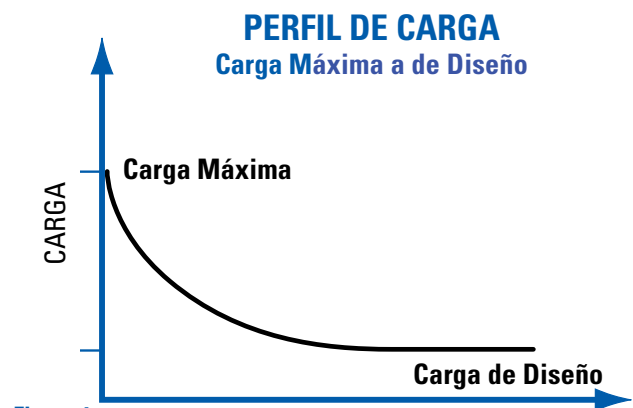 PERFIL DE CARGA
Carga Máxima a de Diseño
Carga Máxima
CARGA
Carga de Diseño